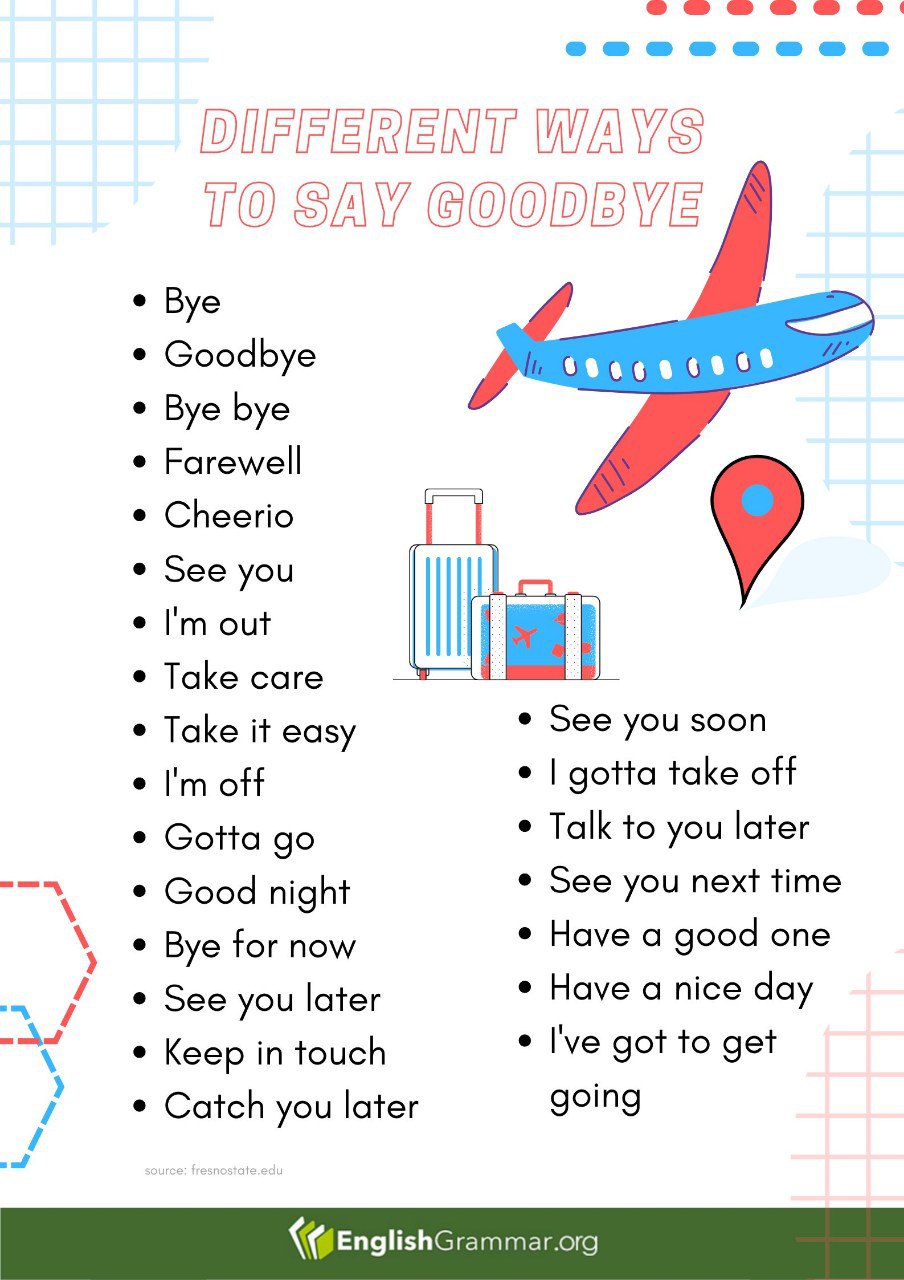 DIFFERENT WAYS
TO SAY GOODBYE
Bye
Goodbye
Bye bye
Farewell
Cheerio
See you
I'm out
Take care
Take it easy
I'm off
Gotta go
Good night
Bye for now
See you later
Keep in touch
Catch you later
See you soon
I gotta take off
Talk to you later
See you next time
Have a good one
Have a nice day
I've got to get
going
source: fresnostate.edu
EnglishGrammar.org